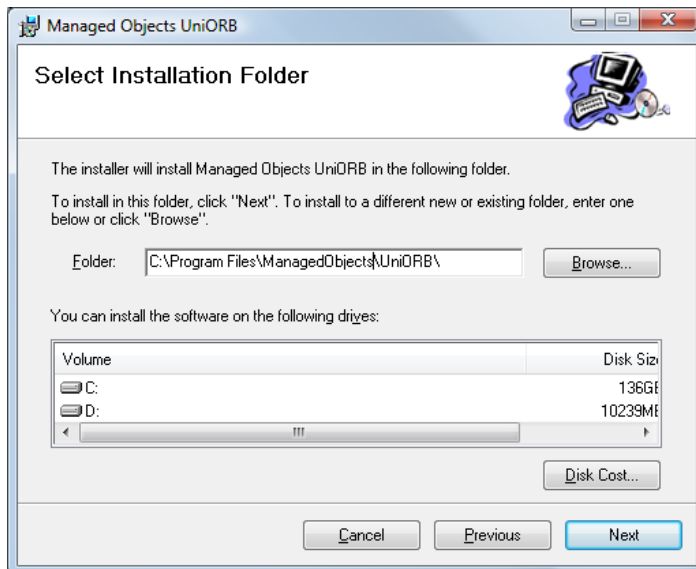 Managed Objects UniORB
Select Installation Folder
The installer will install Managed Objects UniORB in the following folder.
To install in this folder, click "Next". To install to a different new or existing folder, enter one
below or click "Browse".
Folder: C:\Program Files\ManagedObjects\UniORB\ Browse...
You can install the software on the following drives:
Volume Disk Siz
C: 136GB
D: 10239MB
Disk Cost...
Cancel Previous Next